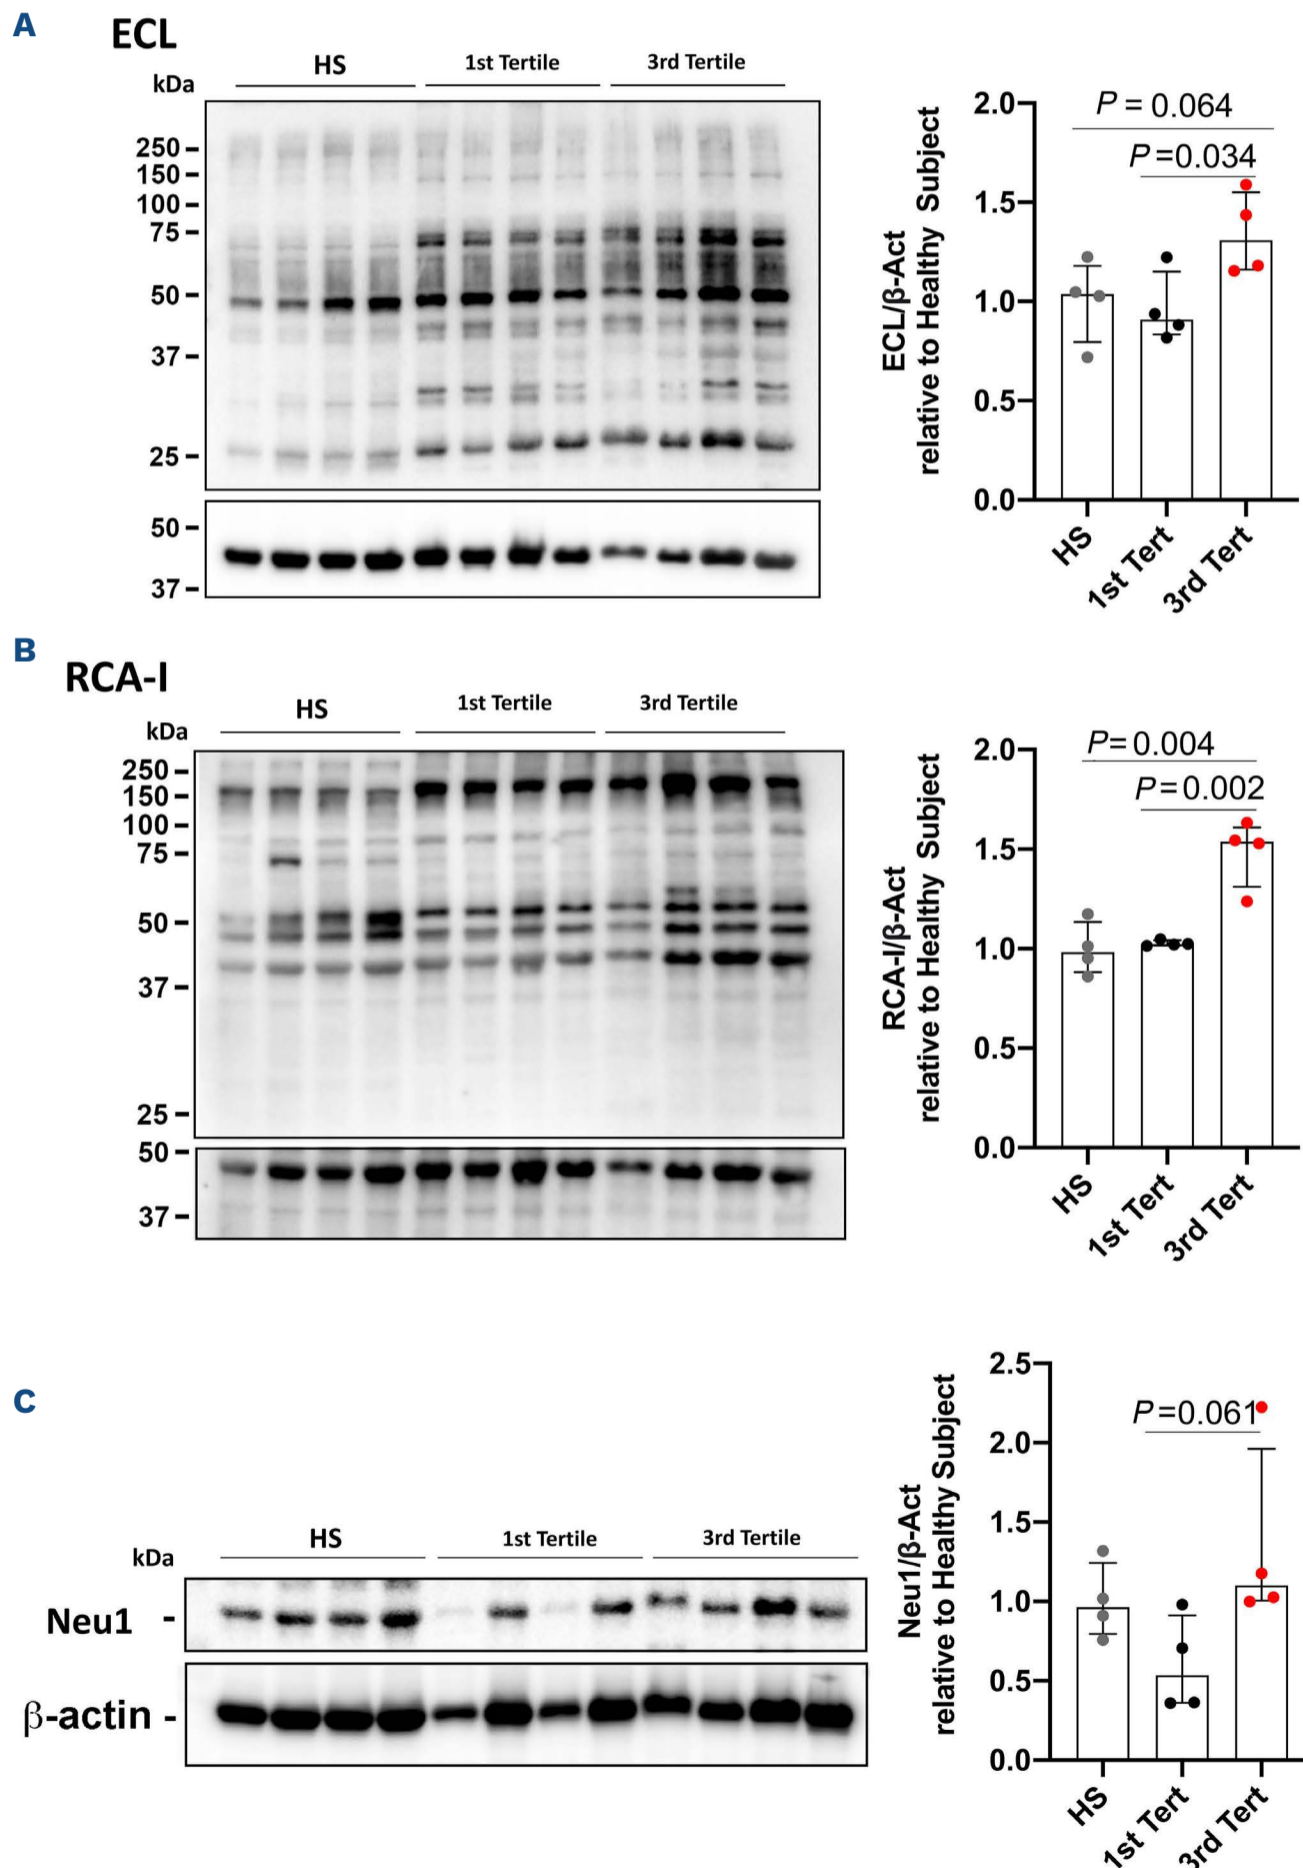 A
ECL
kDa
HS
1st Tertile
3rd Tertile
250
150
100
75
50
37
25
50
37
ECL/β-Act
relative to Healthy Subject
2.0
1.5
1.0
0.5
0.0
P = 0.064
P=0.034
HS
1st Tert
3rd Tert
B
RCA-I
kDa
HS
1st Tertile
3rd Tertile
250
150
100
75
50
37
25
50
37
RCA-I/β-Act
relative to Healthy Subject
2.0
1.5
1.0
0.5
0.0
P= 0.004
P= 0.002
HS
1st Tert
3rd Tert
C
kDa
HS
1st Tertile
3rd Tertile
Neu1 -
β-actin -
Neu1/β-Act
relative to Healthy Subject
2.5
2.0
1.5
1.0
0.5
0.0
P=0.061
HS
1st Tert
3rd Tert